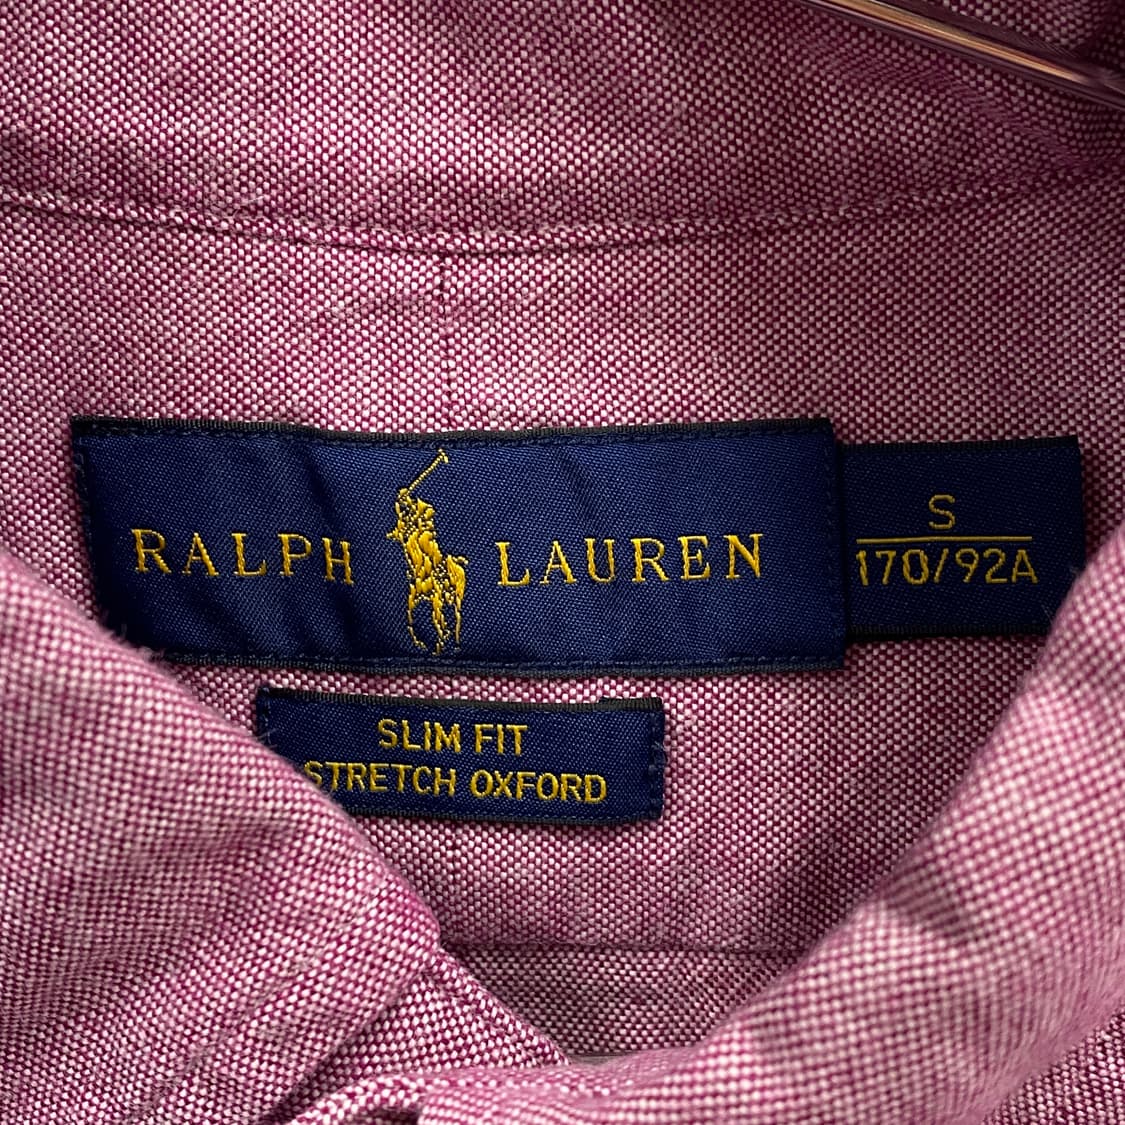 RALPH LAUREN
S
170/92A
SLIM FIT
STRETCH OXFORD